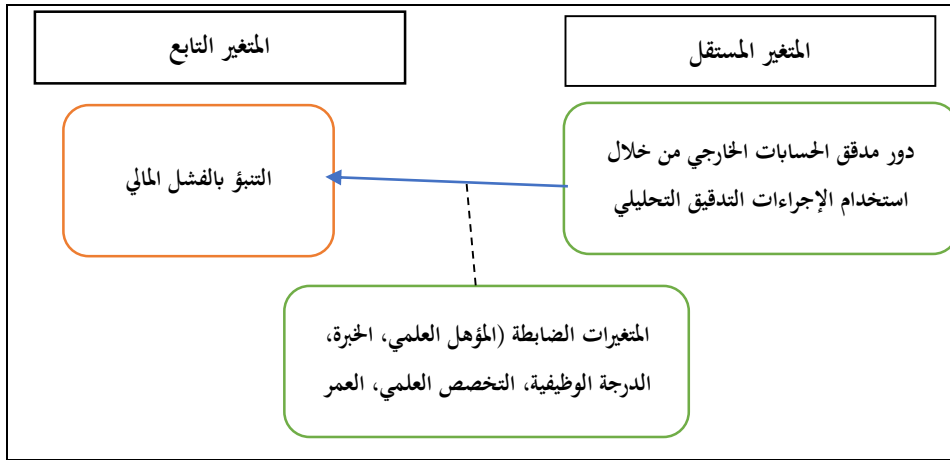 المتغير المستقل
المتغير التابع
دور مدقق الحسابات الخارجي من خلال
استخدام الإجراءات التدقيق التحليلي
التنبؤ بالفشل المالي
المتغيرات الضابطة (المؤهل العلمي، الخبرة،
الدرجة الوظيفية، التخصص العلمي، العمر